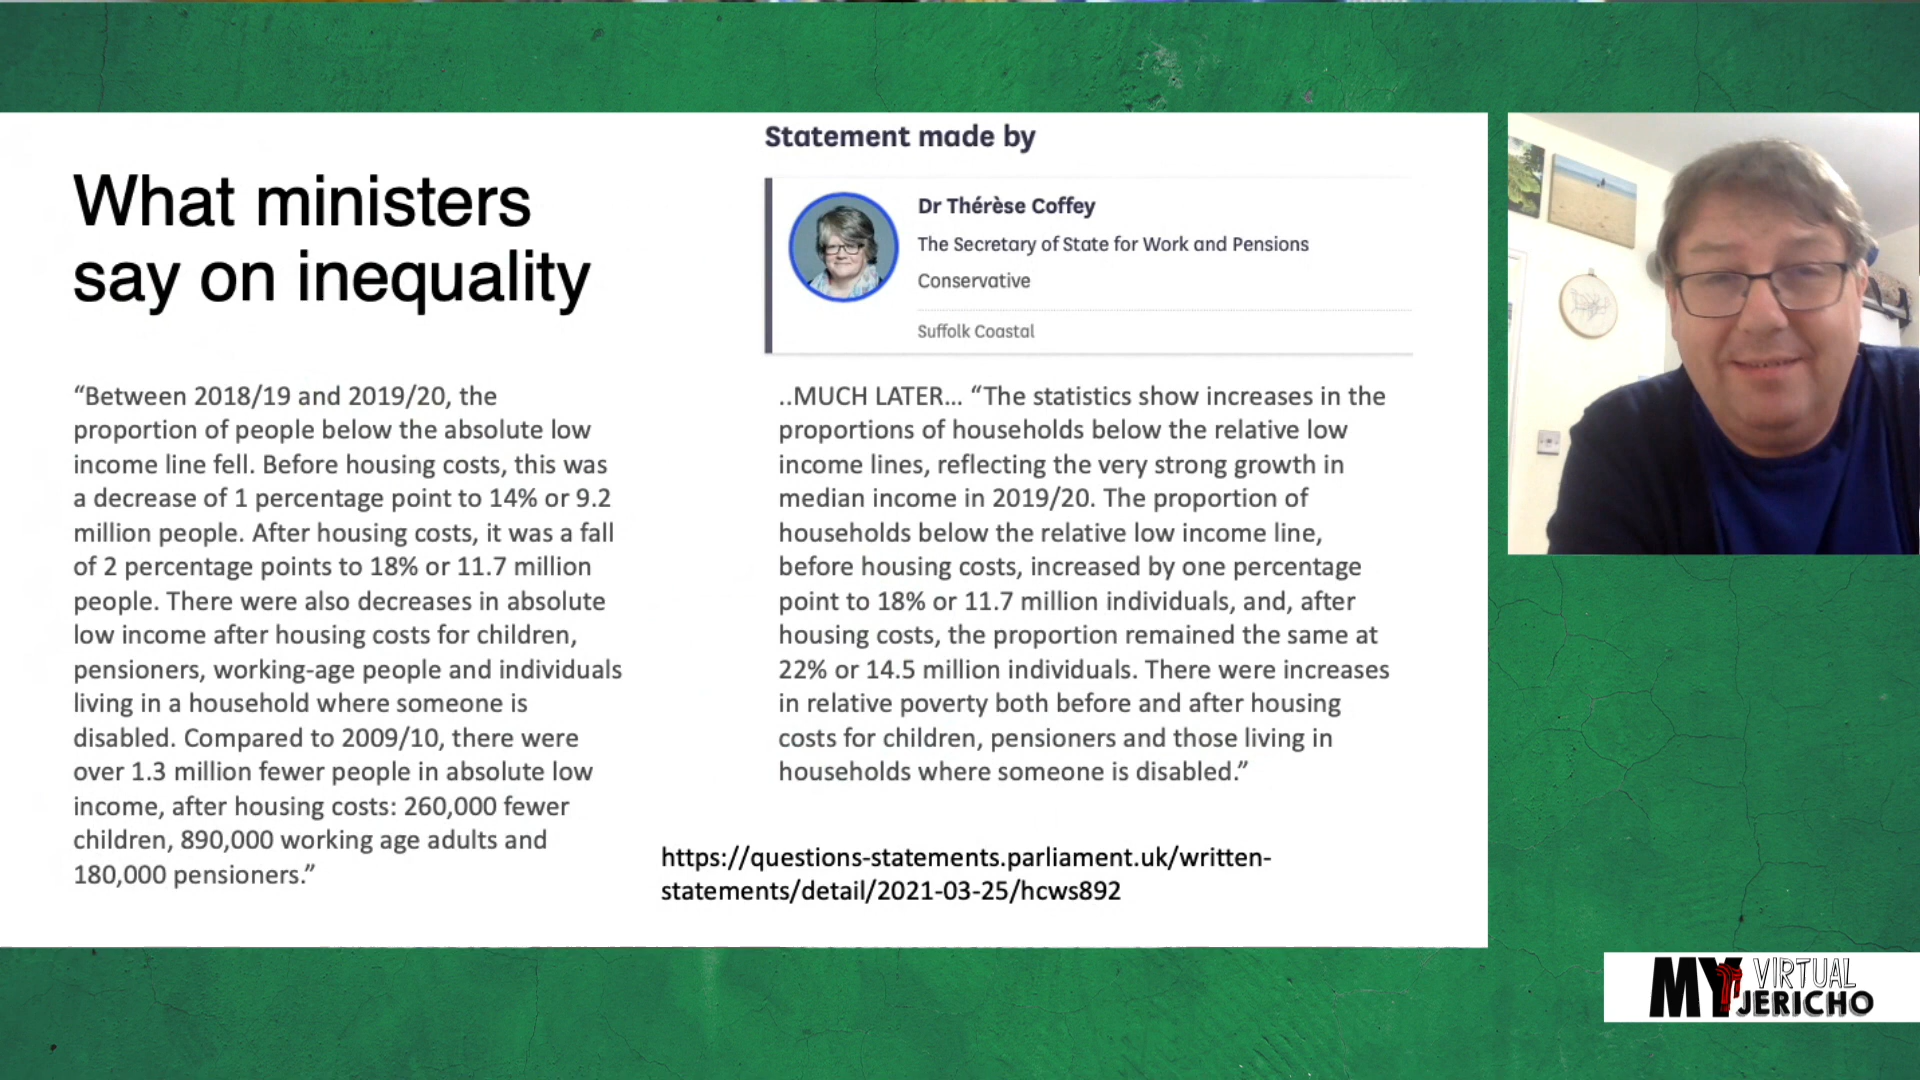 What ministers
say on inequality
“Between 2018/19 and 2019/20, the
proportion of people below the absolute low
income line fell. Before housing costs, this was
a decrease of 1 percentage point to 14% or 9.2
million people. After housing costs, it was a fall
of 2 percentage points to 18% or 11.7 million
people. There were also decreases in absolute
low income after housing costs for children,
pensioners, working-age people and individuals
living in a household where someone is
disabled. Compared to 2009/10, there were
over 1.3 million fewer people in absolute low
income, after housing costs: 260,000 fewer
children, 890,000 working age adults and
180,000 pensioners.”
Statement made by
Dr Thérèse Coffey
The Secretary of State for Work and Pensions
Conservative
Suffolk Coastal
..MUCH LATER… “The statistics show increases in the
proportions of households below the relative low
income lines, reflecting the very strong growth in
median income in 2019/20. The proportion of
households below the relative low income line,
before housing costs, increased by one percentage
point to 18% or 11.7 million individuals, and, after
housing costs, the proportion remained the same at
22% or 14.5 million individuals. There were increases
in relative poverty both before and after housing
costs for children, pensioners and those living in
households where someone is disabled.”
https://questions-statements.parliament.uk/written-
statements/detail/2021-03-25/hcws892
MY VIRTUAL
JERICHO